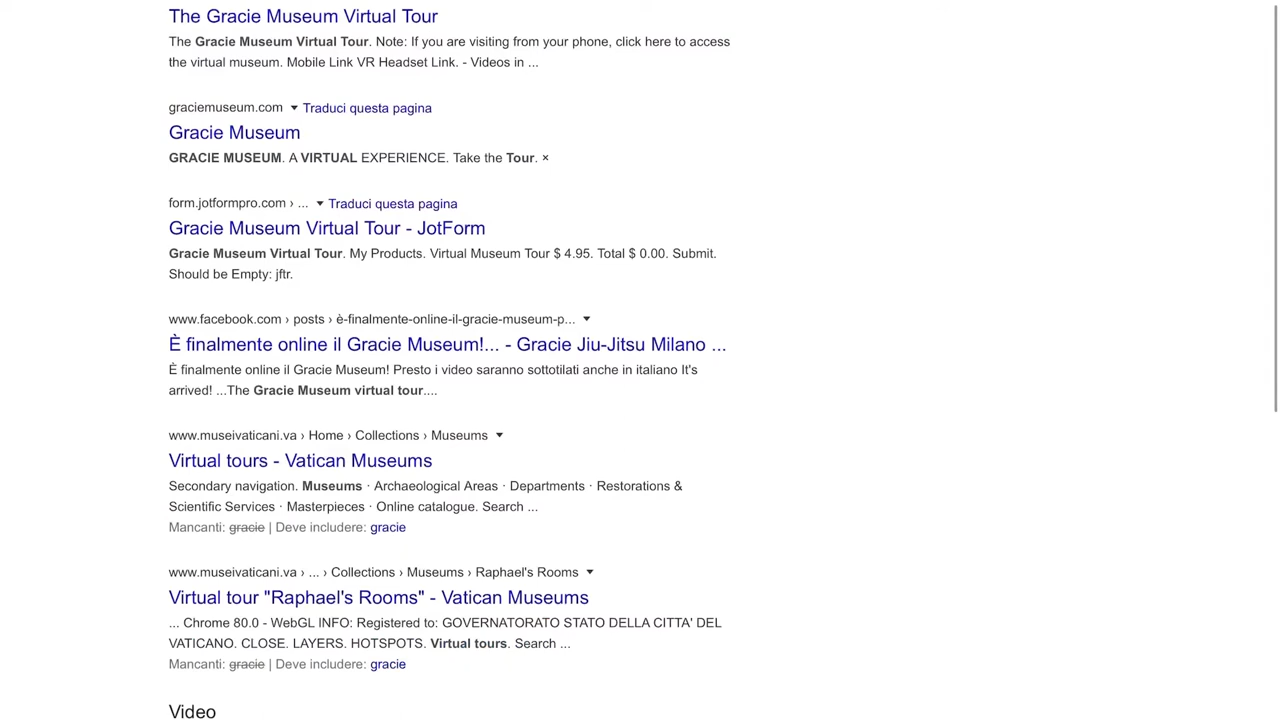 The Gracie Museum Virtual Tour
The Gracie Museum Virtual Tour. Note: If you are visiting from your phone, click here to access
the virtual museum. Mobile Link VR Headset Link. - Videos in ...
graciemuseum.com ▼ Traduci questa pagina
Gracie Museum
GRACIE MUSEUM. A VIRTUAL EXPERIENCE. Take the Tour. ×
form.jotformpro.com › ... ▼ Traduci questa pagina
Gracie Museum Virtual Tour - JotForm
Gracie Museum Virtual Tour. My Products. Virtual Museum Tour $ 4.95. Total $ 0.00. Submit.
Should be Empty: jftr.
www.facebook.com › posts › è-finalmente-online-il-gracie-museum-p... ▼
È finalmente online il Gracie Museum!... - Gracie Jiu-Jitsu Milano ...
È finalmente online il Gracie Museum! Presto i video saranno sottotilati anche in italiano It's
arrived! ...The Gracie Museum virtual tour....
www.museivaticani.va › Home › Collections › Museums ▼
Virtual tours - Vatican Museums
Secondary navigation. Museums · Archaeological Areas · Departments · Restorations &
Scientific Services · Masterpieces · Online catalogue. Search ...
Mancanti: gracie | Deve includere: gracie
www.museivaticani.va › ... › Collections › Museums › Raphael's Rooms ▼
Virtual tour "Raphael's Rooms" - Vatican Museums
... Chrome 80.0 - WebGL INFO: Registered to: GOVERNATORATO STATO DELLA CITTA' DEL
VATICANO. CLOSE. LAYERS. HOTSPOTS. Virtual tours. Search ...
Mancanti: gracie | Deve includere: gracie
Video